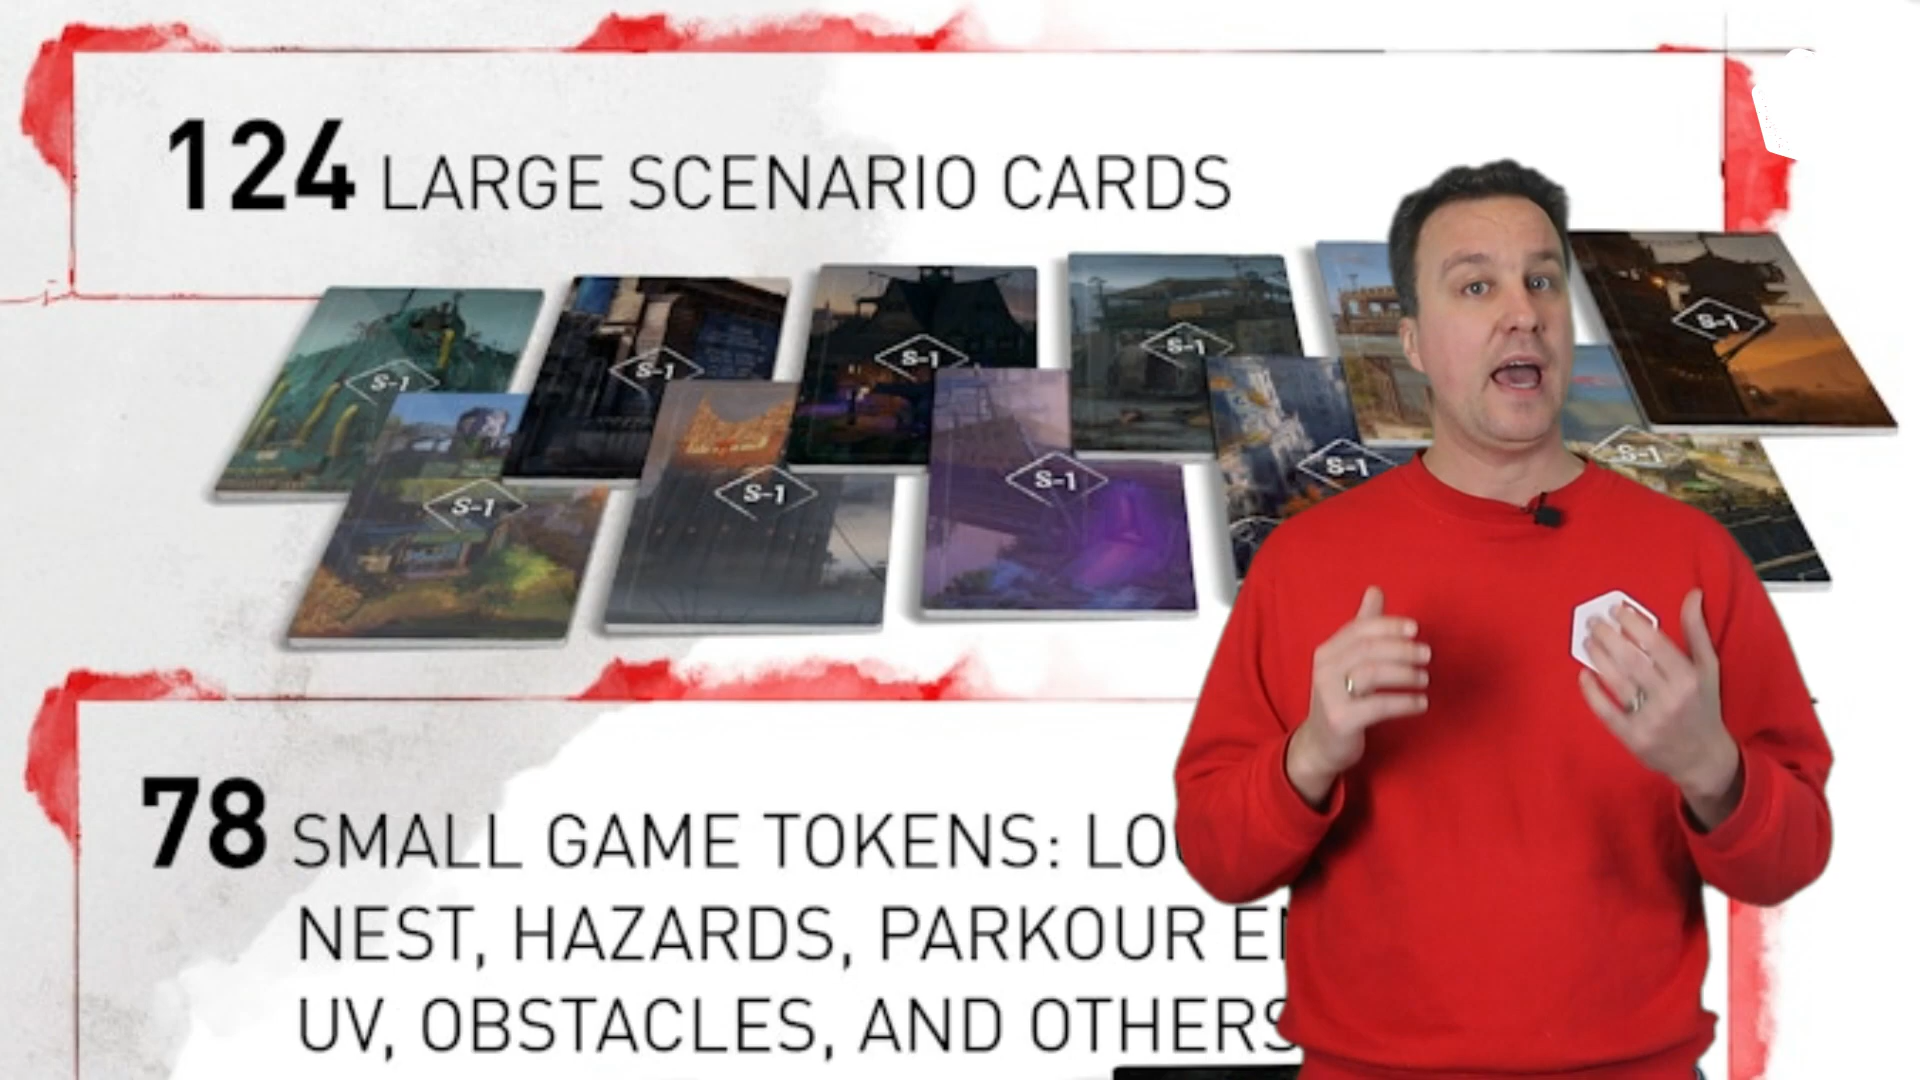 124 LARGE SCENARIO CARDS
S-1 S-1 S-1 S-1 S-1
S-1 S-1 S-1 S-1 S-1
78 SMALL GAME TOKENS:
NEST, HAZARDS, PARKOUR
UV, OBSTACLES, AND OTHERS